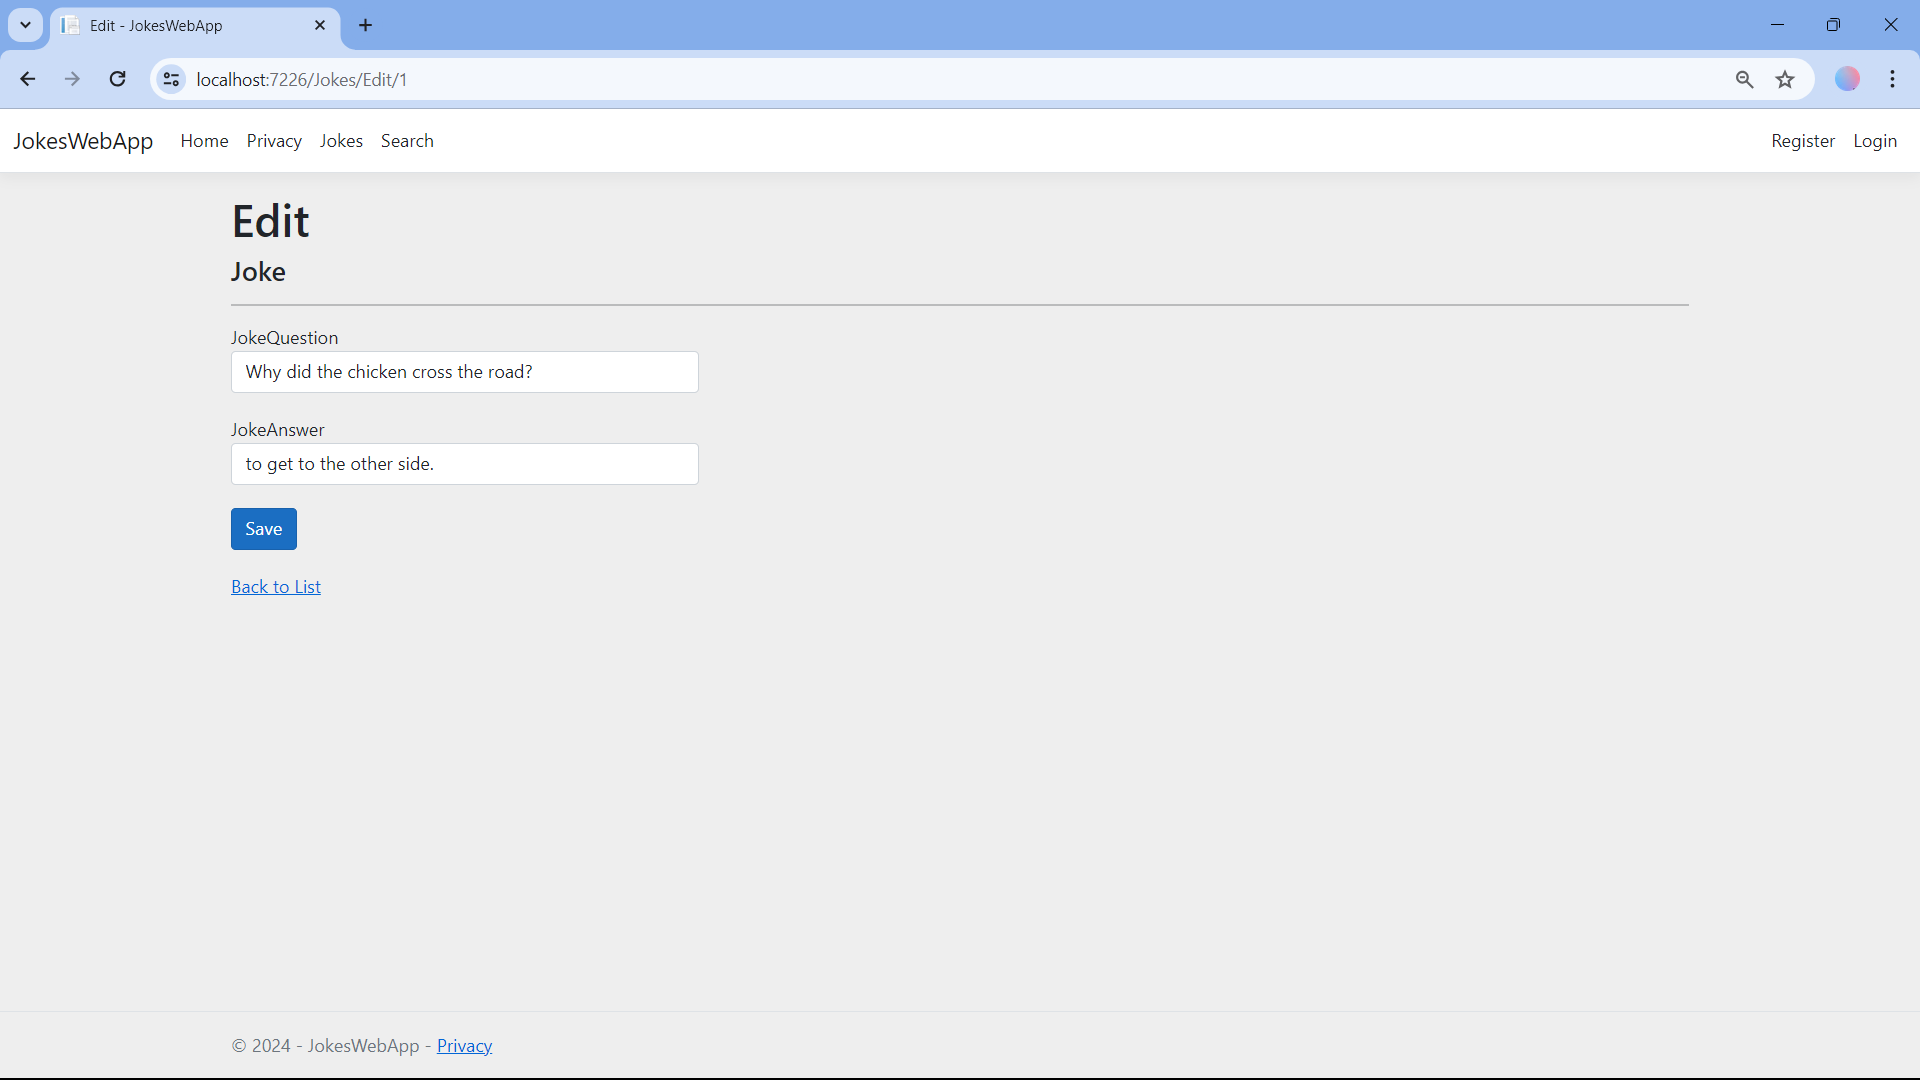 Edit - JokesWebApp
localhost:7226/Jokes/Edit/1
JokesWebApp Home Privacy Jokes Search Register Login
Edit
Joke
JokeQuestion
Why did the chicken cross the road?
JokeAnswer
to get to the other side.
Save
Back to List
© 2024 - JokesWebApp - Privacy